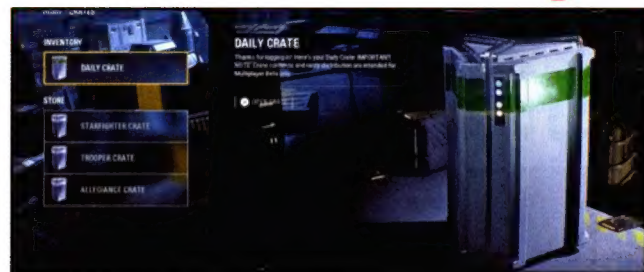 CRATES
INVENTORY
DAILY CRATE
STORE
STARFIGHTER CRATE
TROOPER CRATE
ALLEGIANCE CRATE
DAILY CRATE
Thanks for logging in! Here's your Daily Crate. IMPORTANT
NOTE: Crate contents and rarity distribution are intended for
Multiplayer Beta only.